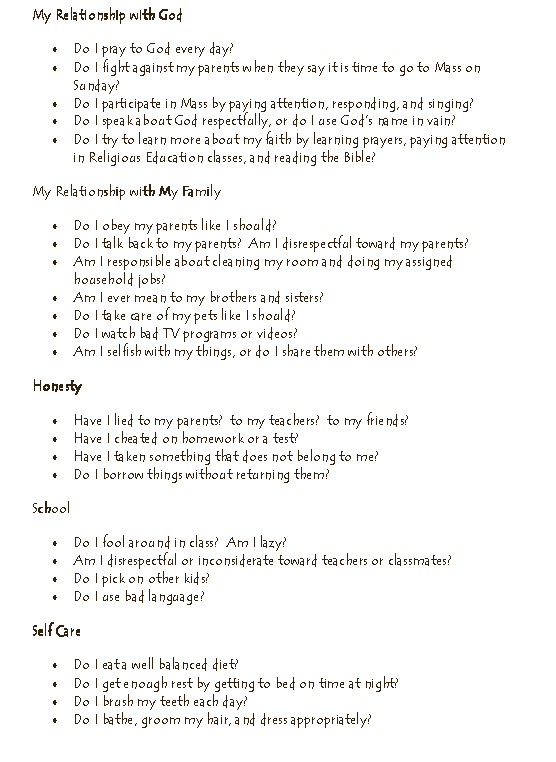 My Relationship with God
• Do I pray to God every day?
• Do I fight against my parents when they say it is time to go to Mass on
Sunday?
• Do I participate in Mass by paying attention, responding, and singing?
• Do I speak about God respectfully, or do I use God's name in vain?
• Do I try to learn more about my faith by learning prayers, paying attention
in Religious Education classes, and reading the Bible?
My Relationship with My Family
• Do I obey my parents like I should?
• Do I talk back to my parents? Am I disrespectful toward my parents?
• Am I responsible about cleaning my room and doing my assigned
household jobs?
• Am I ever mean to my brothers and sisters?
• Do I take care of my pets like I should?
• Do I watch bad TV programs or videos?
• Am I selfish with my things, or do I share them with others?
Honesty
• Have I lied to my parents? to my teachers? to my friends?
• Have I cheated on homework or a test?
• Have I taken something that does not belong to me?
• Do I borrow things without returning them?
School
• Do I fool around in class? Am I lazy?
• Am I disrespectful or inconsiderate toward teachers or classmates?
• Do I pick on other kids?
• Do I use bad language?
Self Care
• Do I eat a well balanced diet?
• Do I get enough rest by getting to bed on time at night?
• Do I brush my teeth each day?
• Do I bathe, groom my hair, and dress appropriately?